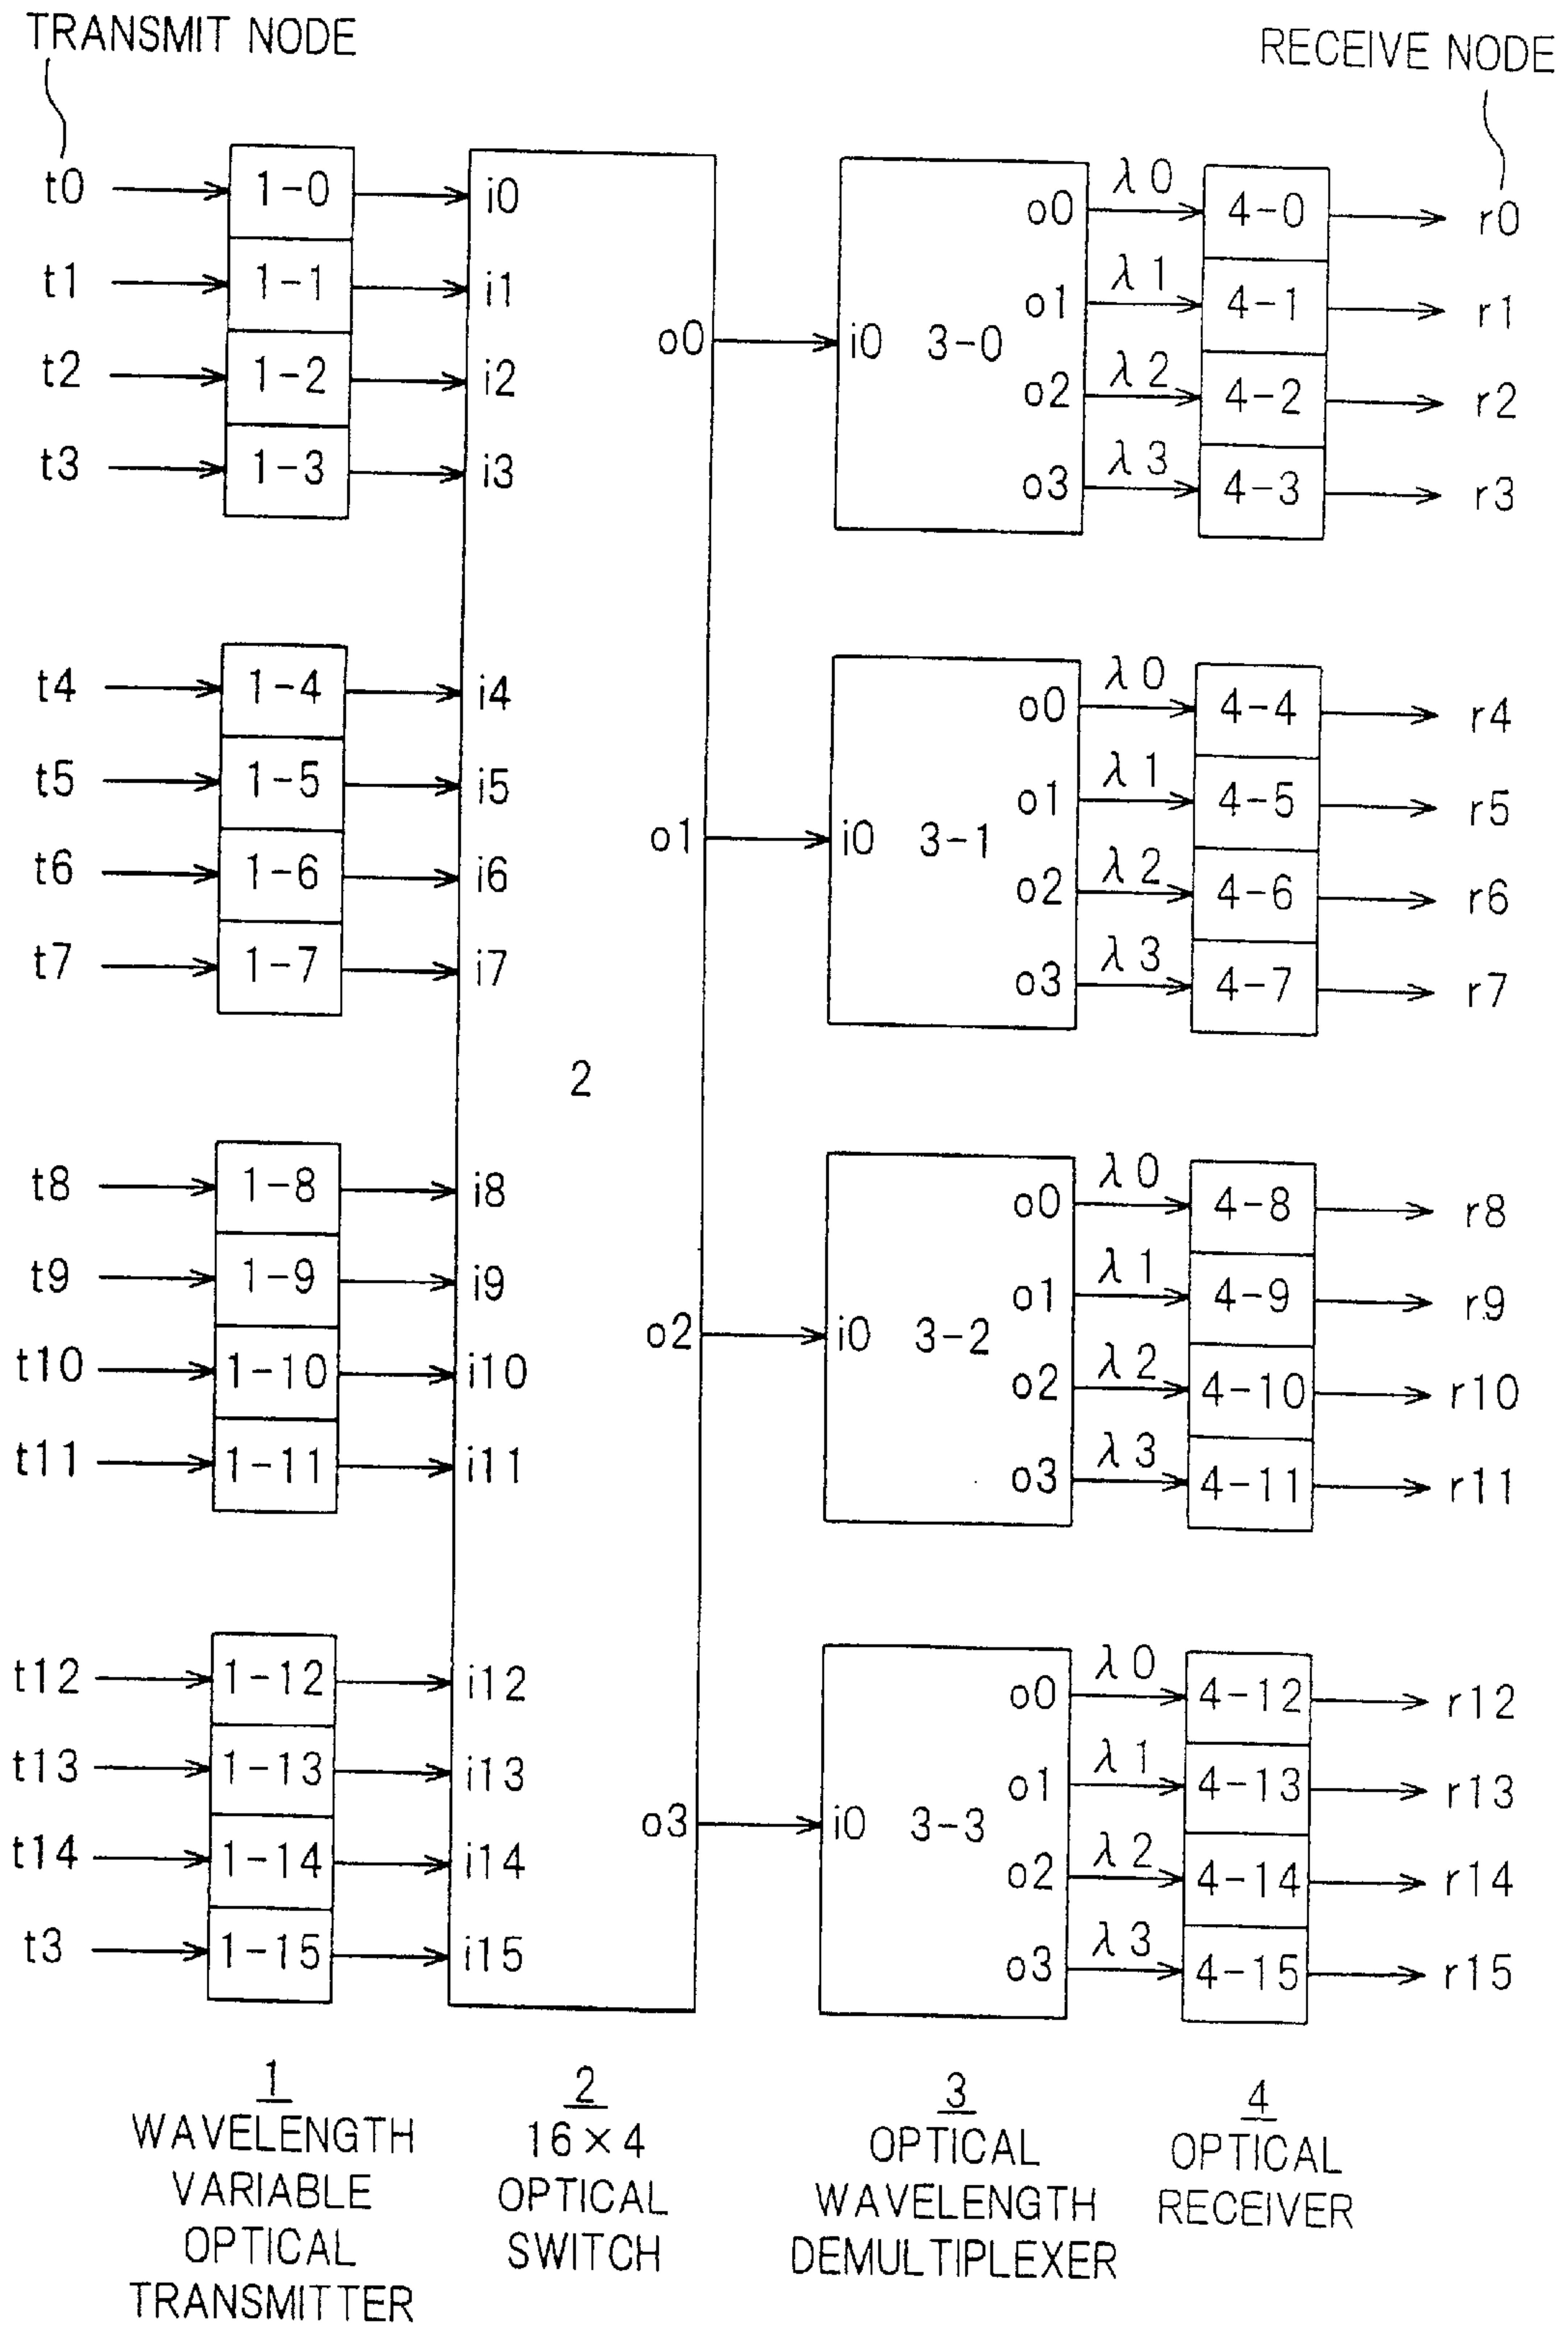 TRANSMIT NODE
RECEIVE NODE
t0 1-0 i0 o0 λ0 4-0 r0
t1 1-1 i1 o1 λ1 4-1 r1
o0 i0 3-0
t2 1-2 i2 o2 λ2 4-2 r2
t3 1-3 i3 o3 λ3 4-3 r3
t4 1-4 i4 o0 λ0 4-4 r4
t5 1-5 i5 o1 λ1 4-5 r5
o1 i0 3-1
t6 1-6 i6 o2 λ2 4-6 r6
t7 1-7 i7 o3 λ3 4-7 r7
2
t8 1-8 i8 o0 λ0 4-8 r8
t9 1-9 i9 o1 λ1 4-9 r9
o2 i0 3-2
t10 1-10 i10 o2 λ2 4-10 r10
t11 1-11 i11 o3 λ3 4-11 r11
t12 1-12 i12 o0 λ0 4-12 r12
t13 1-13 i13 o1 λ1 4-13 r13
o3 i0 3-3
t14 1-14 i14 o2 λ2 4-14 r14
t3 1-15 i15 o3 λ3 4-15 r15
1
WAVELENGTH
VARIABLE
OPTICAL
TRANSMITTER
2
16×4
OPTICAL
SWITCH
3
OPTICAL
WAVELENGTH
DEMULTIPLEXER
4
OPTICAL
RECEIVER